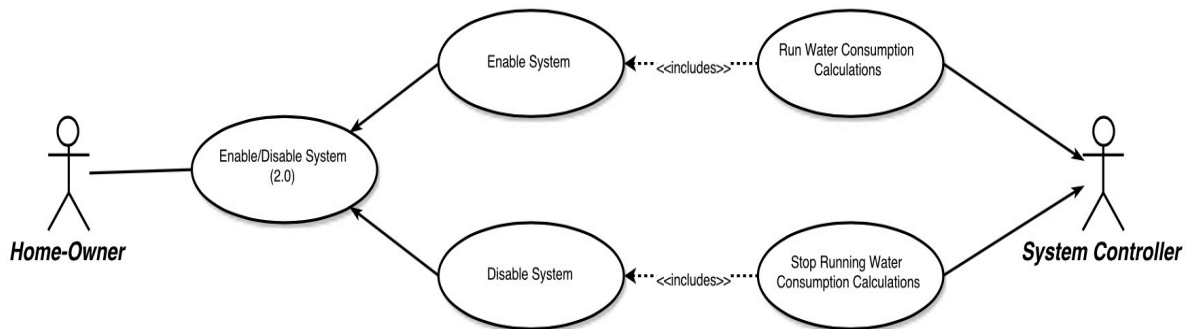 Enable System
<<includes>>
Run Water Consumption
Calculations
Enable/Disable System
(2.0)
Home-Owner
System Controller
Disable System
<<includes>>
Stop Running Water
Consumption Calculations